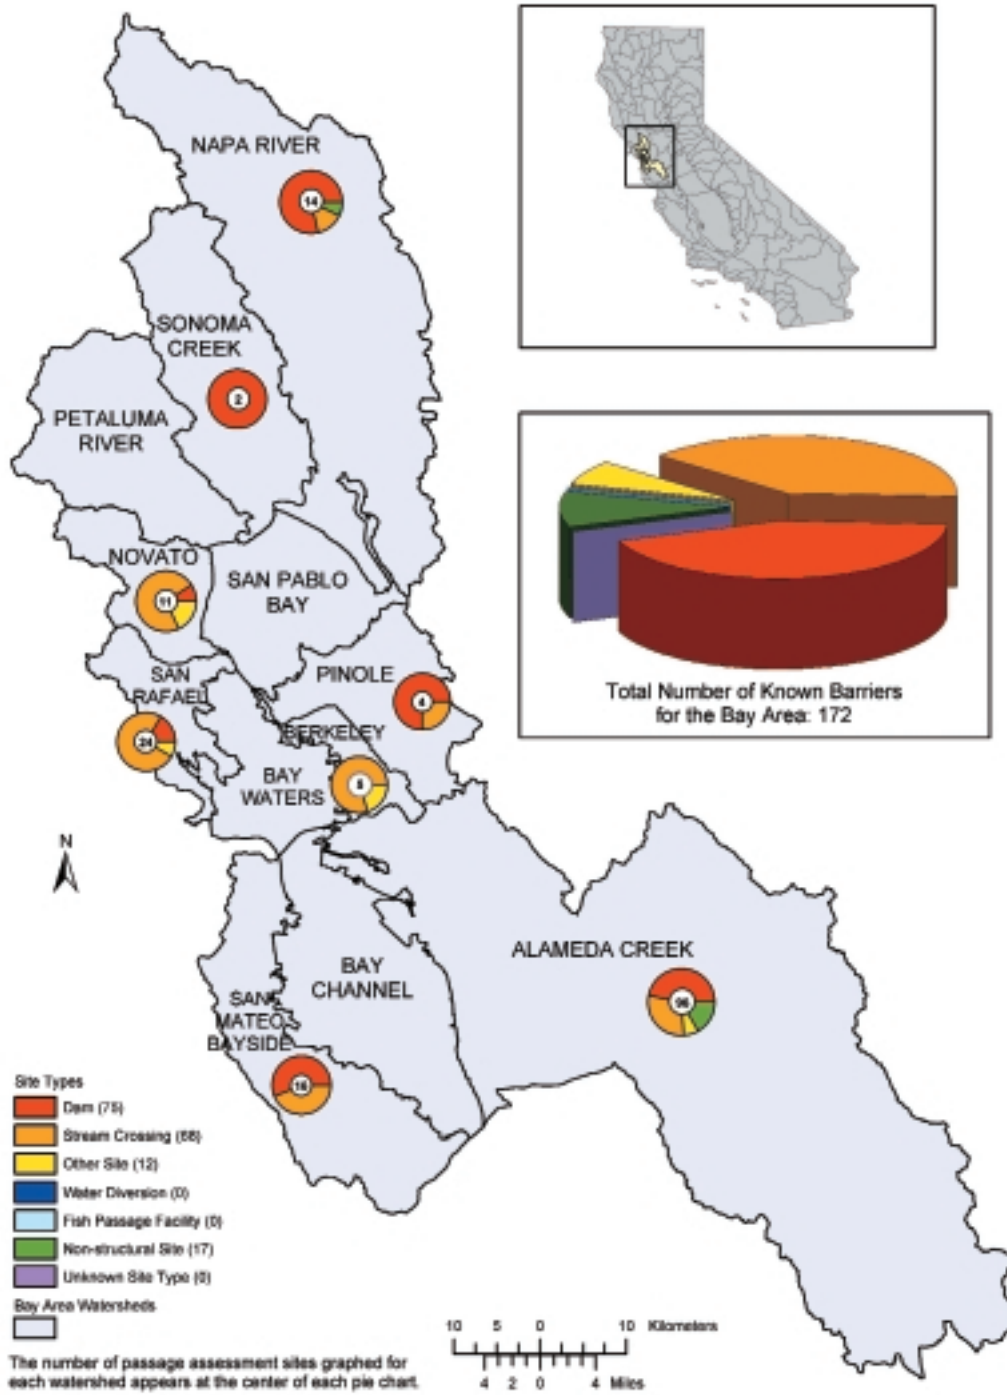 NAPA RIVER
14
SONOMA
CREEK
2
PETALUMA
RIVER
NOVATO
11
SAN PABLO
BAY
SAN
RAFAEL
24
PINOLE
4
BERKELEY
5
BAY
WATERS
N
ALAMEDA CREEK
96
BAY
CHANNEL
SAN
MATEO
BAYSIDE
16
Total Number of Known Barriers
for the Bay Area: 172
Site Types
Dam (75)
Stream Crossing (68)
Other Site (12)
Water Diversion (0)
Fish Passage Facility (0)
Non-structural Site (17)
Unknown Site Type (0)
Bay Area Watersheds
The number of passage assessment sites graphed for
each watershed appears at the center of each pie chart.
10 5 0 10 Kilometers
4 2 0 4 Miles